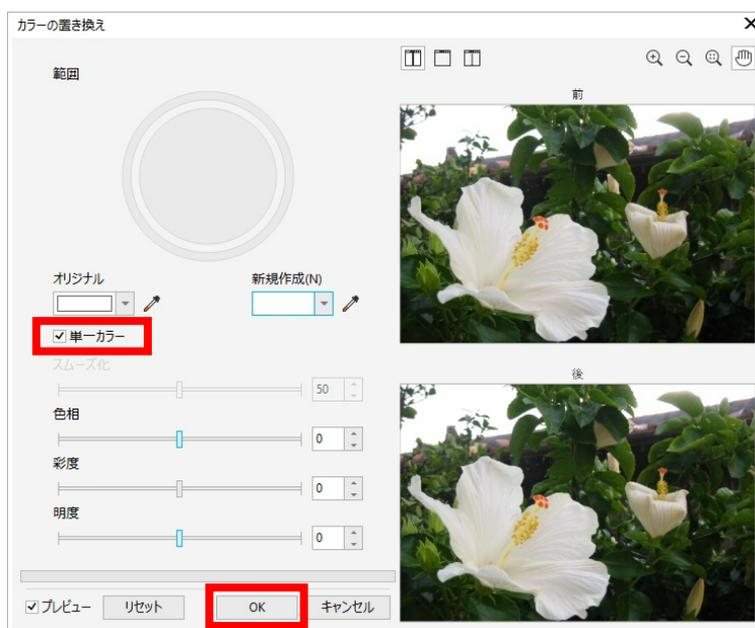 カラーの置き換え
範囲
前
オリジナル
新規作成(N)
単一カラー
スムーズ化
50
色相
0
彩度
0
明度
0
後
プレビュー
リセット
OK
キャンセル